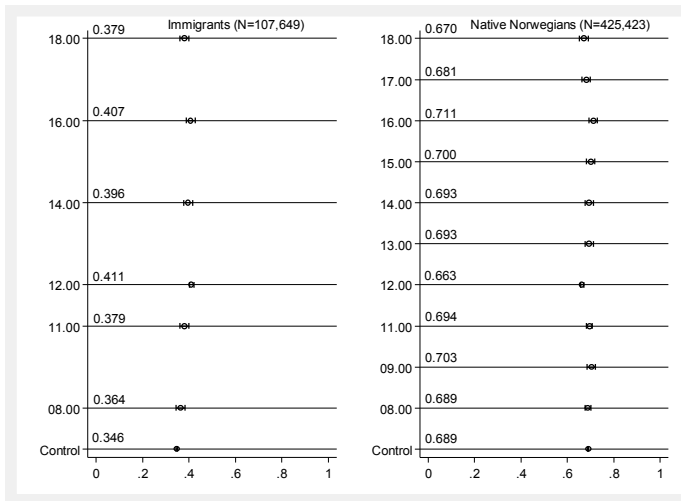 Immigrants (N=107,649)
18.00 0.379
16.00 0.407
14.00 0.396
12.00 0.411
11.00 0.379
08.00 0.364
Control 0.346
0 .2 .4 .6 .8 1
Native Norwegians (N=425,423)
18.00 0.670
17.00 0.681
16.00 0.711
15.00 0.700
14.00 0.693
13.00 0.693
12.00 0.663
11.00 0.694
09.00 0.703
08.00 0.689
Control 0.689
0 .2 .4 .6 .8 1